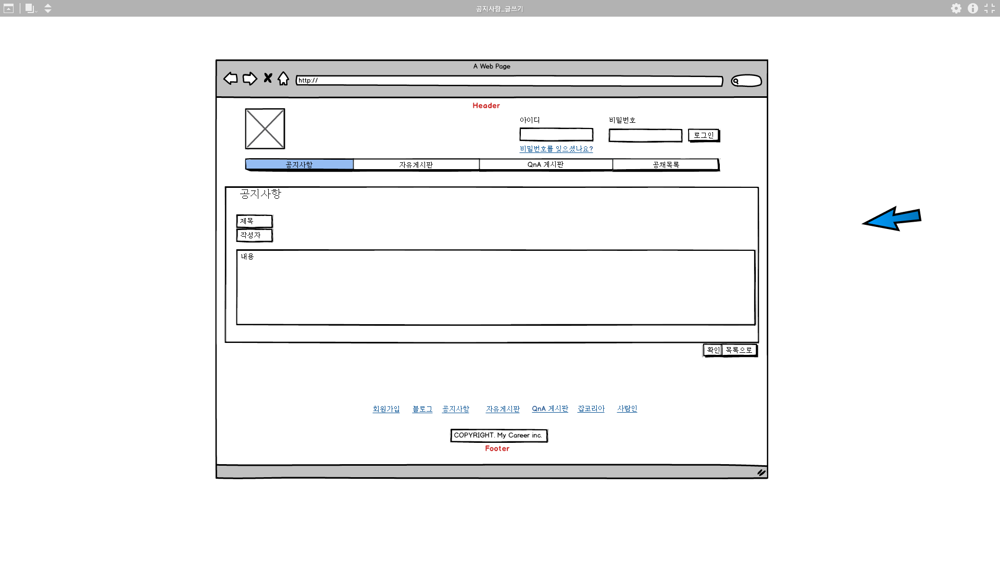 공지사항_글쓰기
A Web Page
http://
Header
아이디
비밀번호
로그인
비밀번호를 잊으셨나요?
공지사항
자유게시판
QnA 게시판
공채목록
공지사항
제목
작성자
내용
확인
목록으로
회원가입
블로그
공지사항
자유게시판
QnA 게시판
잡코리아
사람인
COPYRIGHT. My Career inc.
Footer